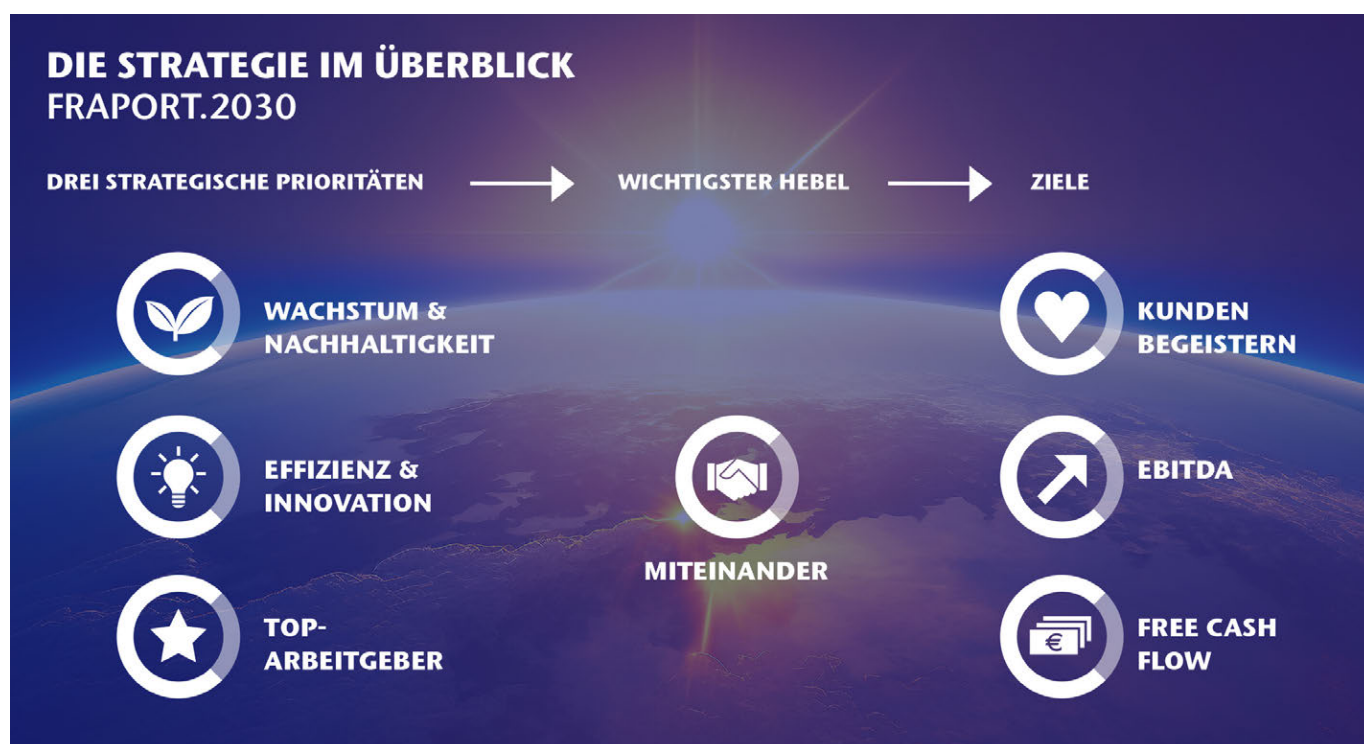 DIE STRATEGIE IM ÜBERBLICK
FRAPORT.2030
DREI STRATEGISCHE PRIORITÄTEN
WICHTIGSTER HEBEL
ZIELE
WACHSTUM &
NACHHALTIGKEIT
EFFIZIENZ &
INNOVATION
TOP-
ARBEITGEBER
MITEINANDER
KUNDEN
BEGEISTERN
EBITDA
€
FREE CASH
FLOW